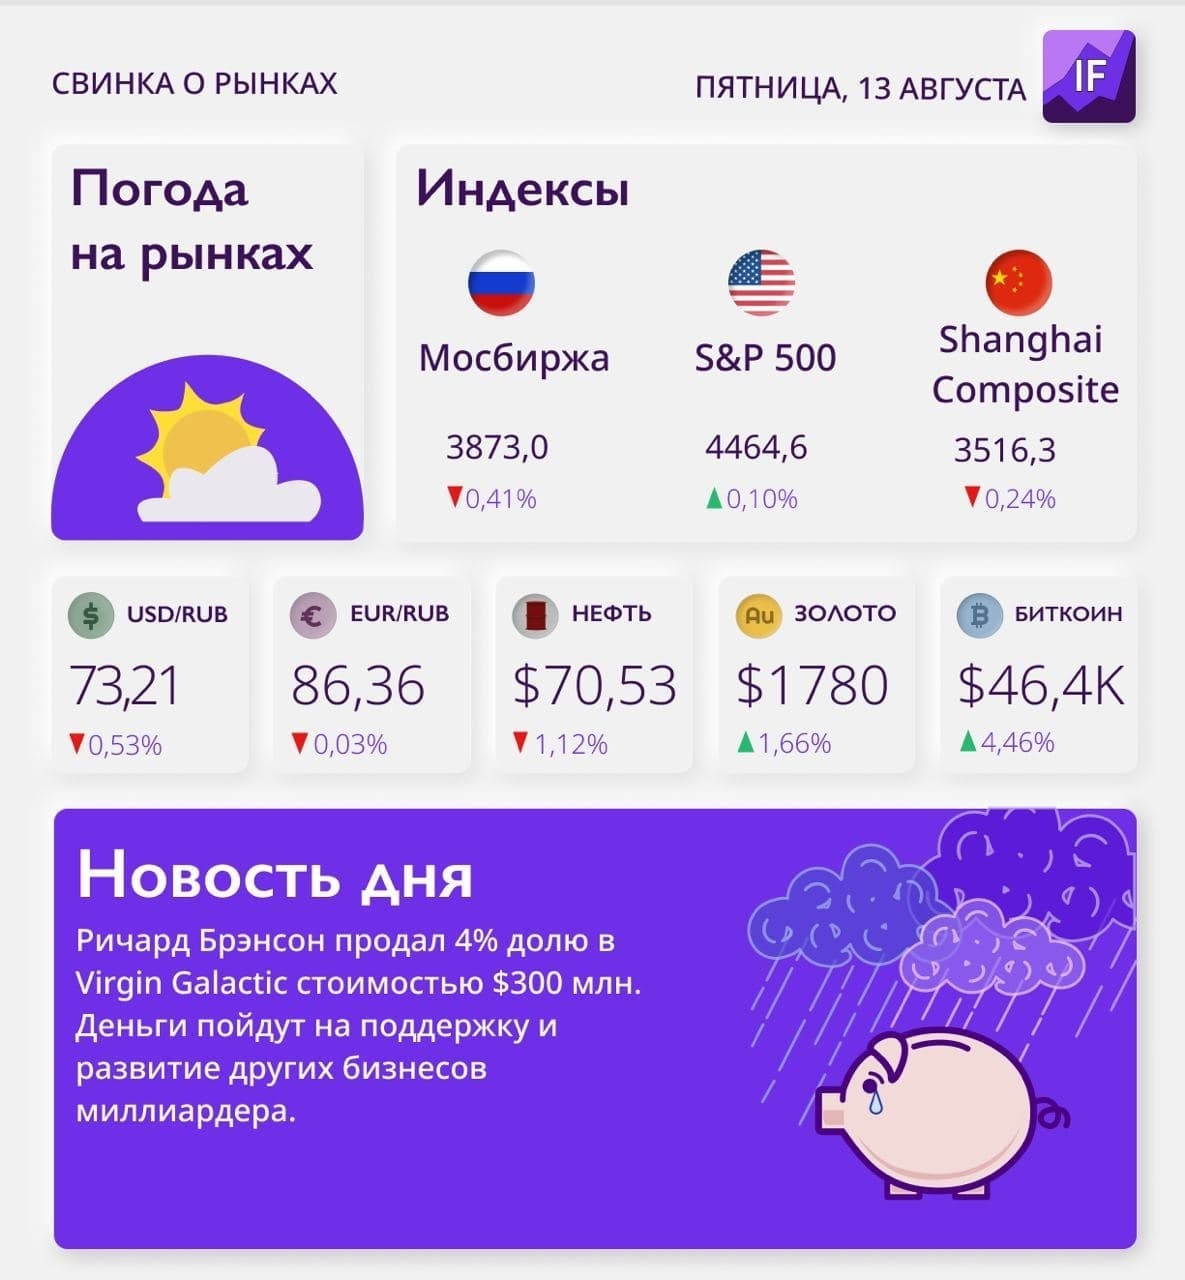 СВИНКА О РЫНКАХ
ПЯТНИЦА, 13 АВГУСТА
IF
Погода
на рынках
Индексы
Мосбиржа
3873,0
▼0,41%
S&P 500
4464,6
▲0,10%
Shanghai
Composite
3516,3
▼0,24%
$ USD/RUB
73,21
▼0,53%
€ EUR/RUB
86,36
▼0,03%
НЕФТЬ
$70,53
▼1,12%
Au ЗОЛОТО
$1780
▲1,66%
₿ БИТКОИН
$46,4K
▲4,46%
Новость дня
Ричард Брэнсон продал 4% долю в
Virgin Galactic стоимостью $300 млн.
Деньги пойдут на поддержку и
развитие других бизнесов
миллиардера.